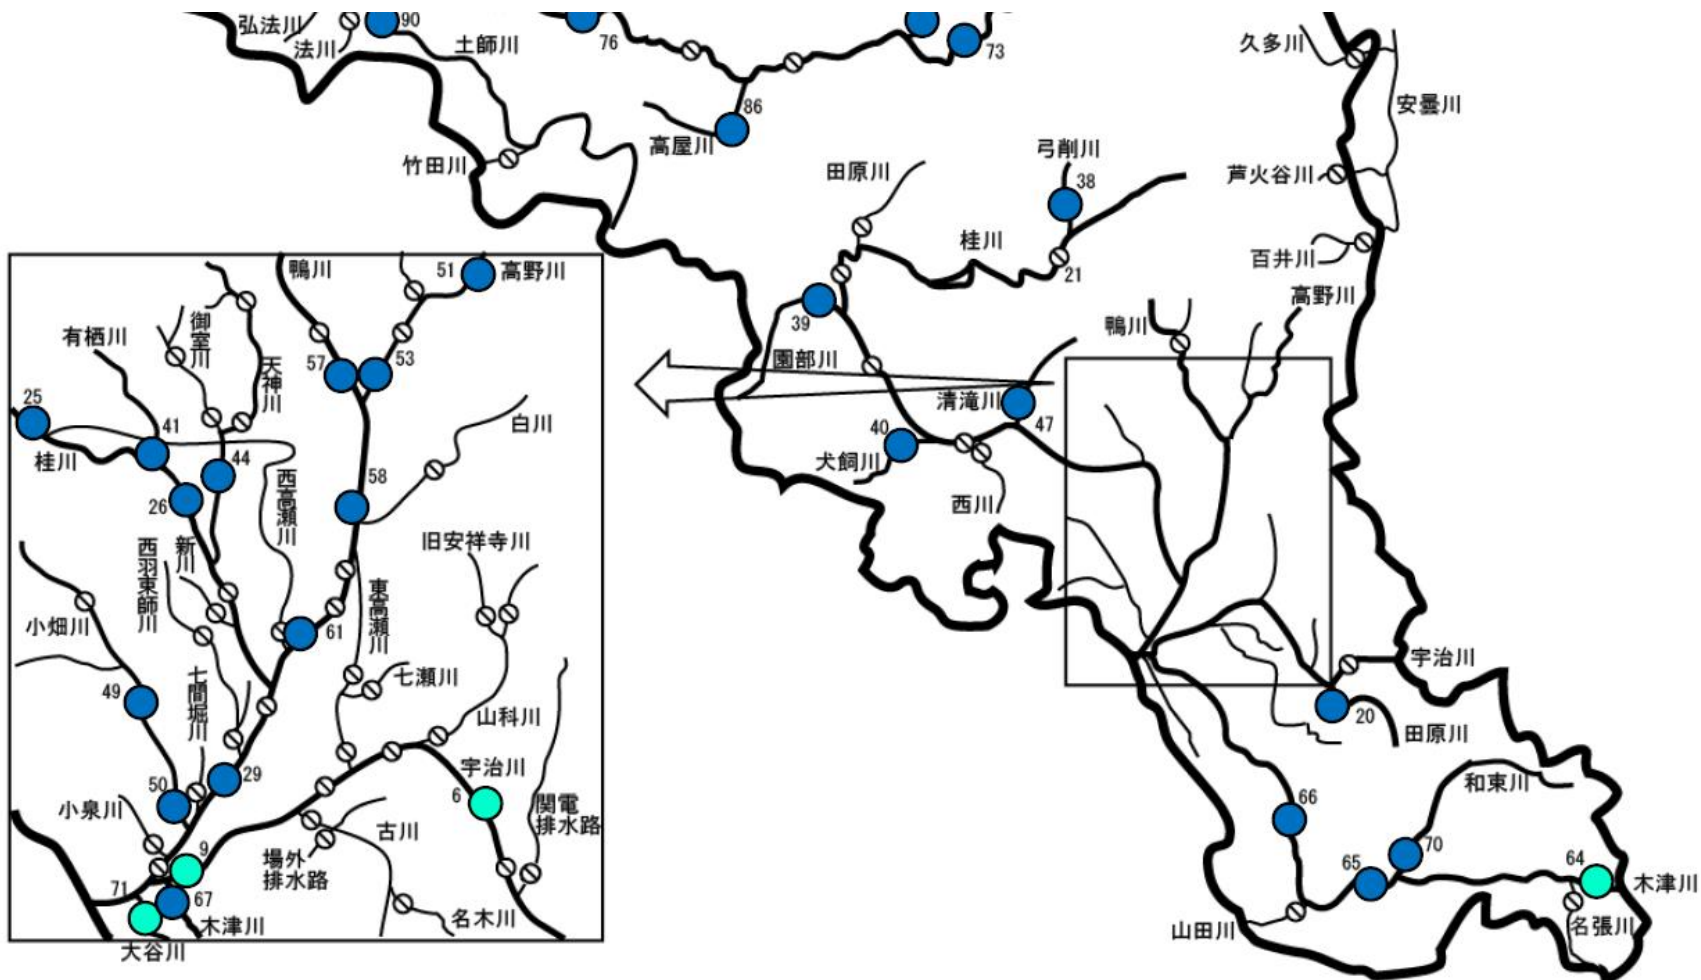 弘法川
法川
90
土師川
76
73
久多川
安曇川
86
高屋川
竹田川
田原川
弓削川
38
芦火谷川
桂川
21
百井川
高野川
鴨川
39
園部川
清滝川
47
40
犬飼川
西川
宇治川
20
田原川
和束川
66
70
65
64
木津川
山田川
名張川
鴨川
51
高野川
有栖川
御室川
天神川
57
53
25
41
44
桂川
26
白川
58
西高瀬川
旧安祥寺川
新川
西羽束師川
東高瀬川
小畑川
61
七瀬川
49
七間堀川
山科川
宇治川
6
29
50
関電
排水路
小泉川
古川
場外
排水路
9
71
67
木津川
大谷川
名木川